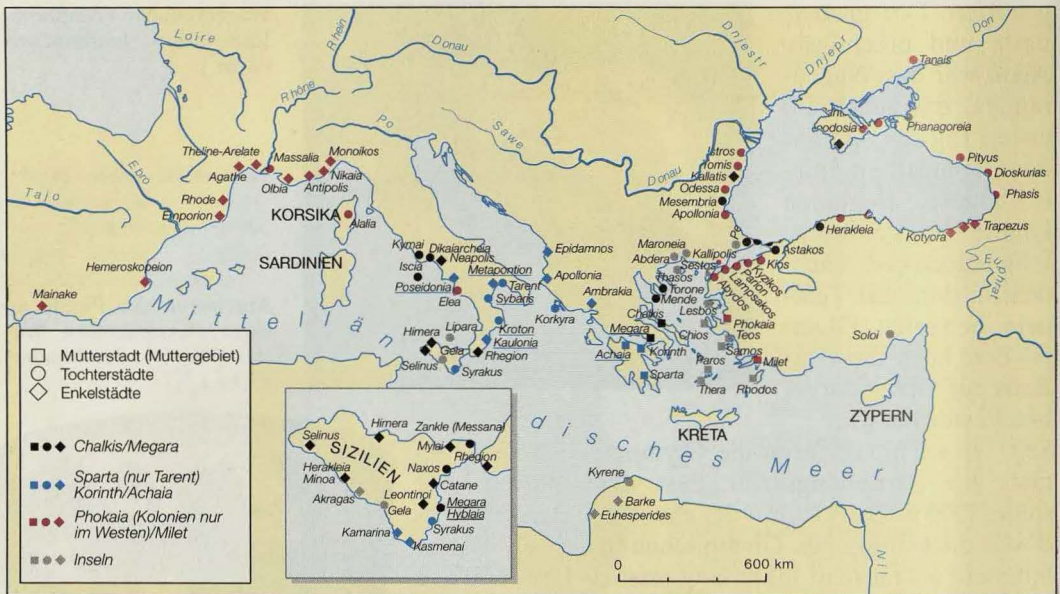 Loire
Rhein
Donau
Dnjestr
Dnjepr
Don
Tanais
Rhône
Po
Sawe
Donau
Phanagoreia
Theline-Arelate
Massalia
Monoikos
Agathe
Olbia
Antipolis
Nikaia
Ebro
Tajo
Rhode
Emporion
KORSIKA
Alalia
SARDINIEN
Hemeroskopeion
Mainake
Istros
Tomis
Kallatis
Odessa
Mesembria
Apollonia
Pityus
Dioskurias
Phasis
Trapezus
Kotyora
Herakleia
Astakos
Euphrat
Kymai
Dikaiarcheia
Neapolis
Iscia
Metapontion
Poseidonia
Tarent
Elea
Sybaris
Epidamnos
Apollonia
Ambrakia
Korkyra
Kroton
Kaulonia
Lipara
Himera
Gela
Rhegion
Selinus
Syrakus
Maroneia
Kallipolis
Abdera
Sestos
Thasos
Torone
Mende
Kios
Kyzikos
Parion
Lampsakos
Abydos
Lesbos
Chalkis
Megara
Chios
Phokaia
Teos
Achaia
Korinth
Samos
Paros
Milet
Sparta
Thera
Rhodos
Soloi
KRETA
ZYPERN
Mittelländisches Meer
Kyrene
Barke
Euhesperides
Nil
0 600 km
Mutterstadt (Muttergebiet)
Tochterstädte
Enkelstädte
Chalkis/Megara
Sparta (nur Tarent)
Korinth/Achaia
Phokaia (Kolonien nur
im Westen)/Milet
Inseln
SIZILIEN
Selinus
Himera
Zankle (Messana)
Mylai
Rhegion
Herakleia
Minoa
Naxos
Catane
Akragas
Leontinoi
Gela
Megara
Hyblaia
Kamarina
Syrakus
Kasmenai